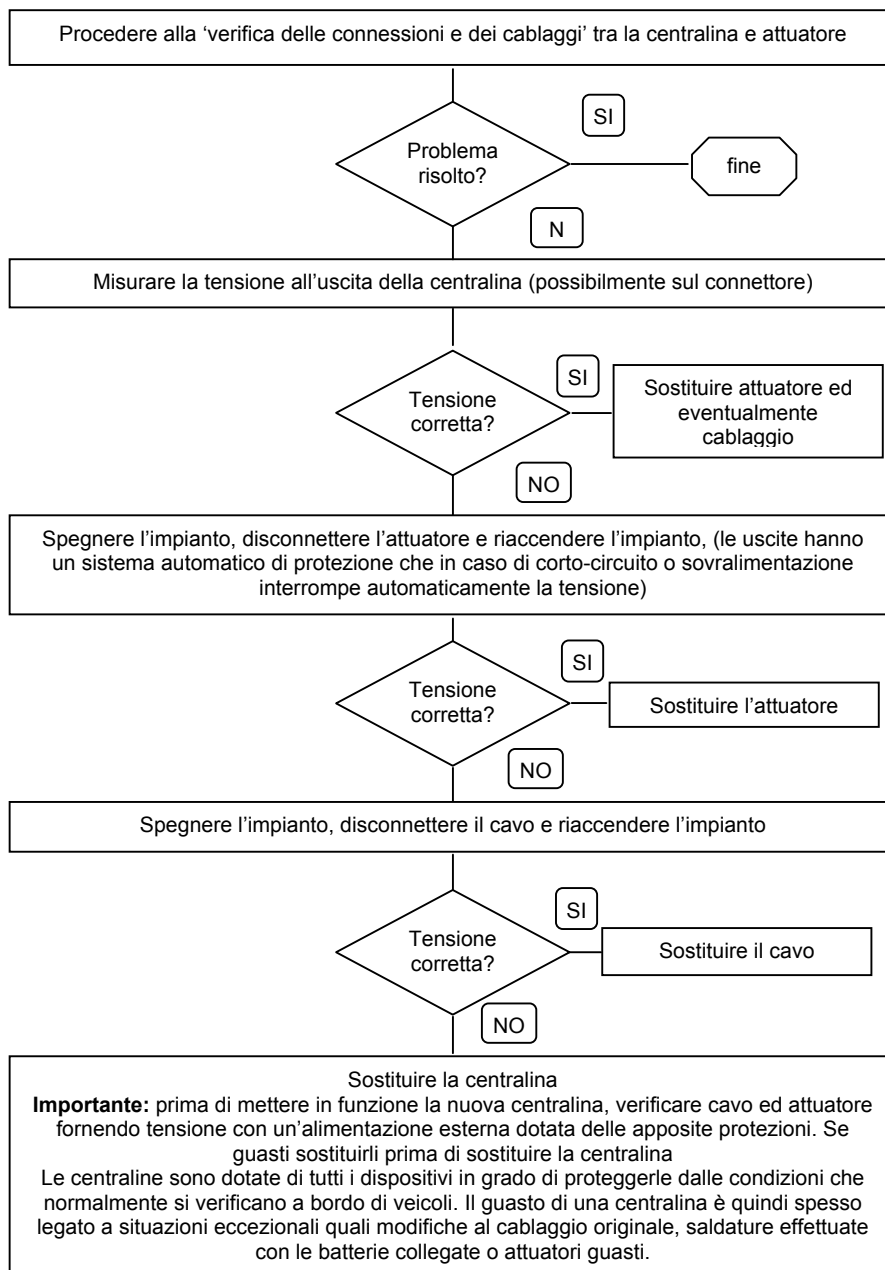 Procedere alla ‘verifica delle connessioni e dei cablaggi’ tra la centralina e attuatore
SI
Problema
risolto?
fine
N
Misurare la tensione all’uscita della centralina (possibilmente sul connettore)
SI
Tensione
corretta?
Sostituire attuatore ed
eventualmente
cablaggio
NO
Spegnere l’impianto, disconnettere l’attuatore e riaccendere l’impianto, (le uscite hanno
un sistema automatico di protezione che in caso di corto-circuito o sovralimentazione
interrompe automaticamente la tensione)
SI
Tensione
corretta?
Sostituire l’attuatore
NO
Spegnere l’impianto, disconnettere il cavo e riaccendere l’impianto
SI
Tensione
corretta?
Sostituire il cavo
NO
Sostituire la centralina
Importante: prima di mettere in funzione la nuova centralina, verificare cavo ed attuatore
fornendo tensione con un’alimentazione esterna dotata delle apposite protezioni. Se
guasti sostituirli prima di sostituire la centralina
Le centraline sono dotate di tutti i dispositivi in grado di proteggerle dalle condizioni che
normalmente si verificano a bordo di veicoli. Il guasto di una centralina è quindi spesso
legato a situazioni eccezionali quali modifiche al cablaggio originale, saldature effettuate
con le batterie collegate o attuatori guasti.